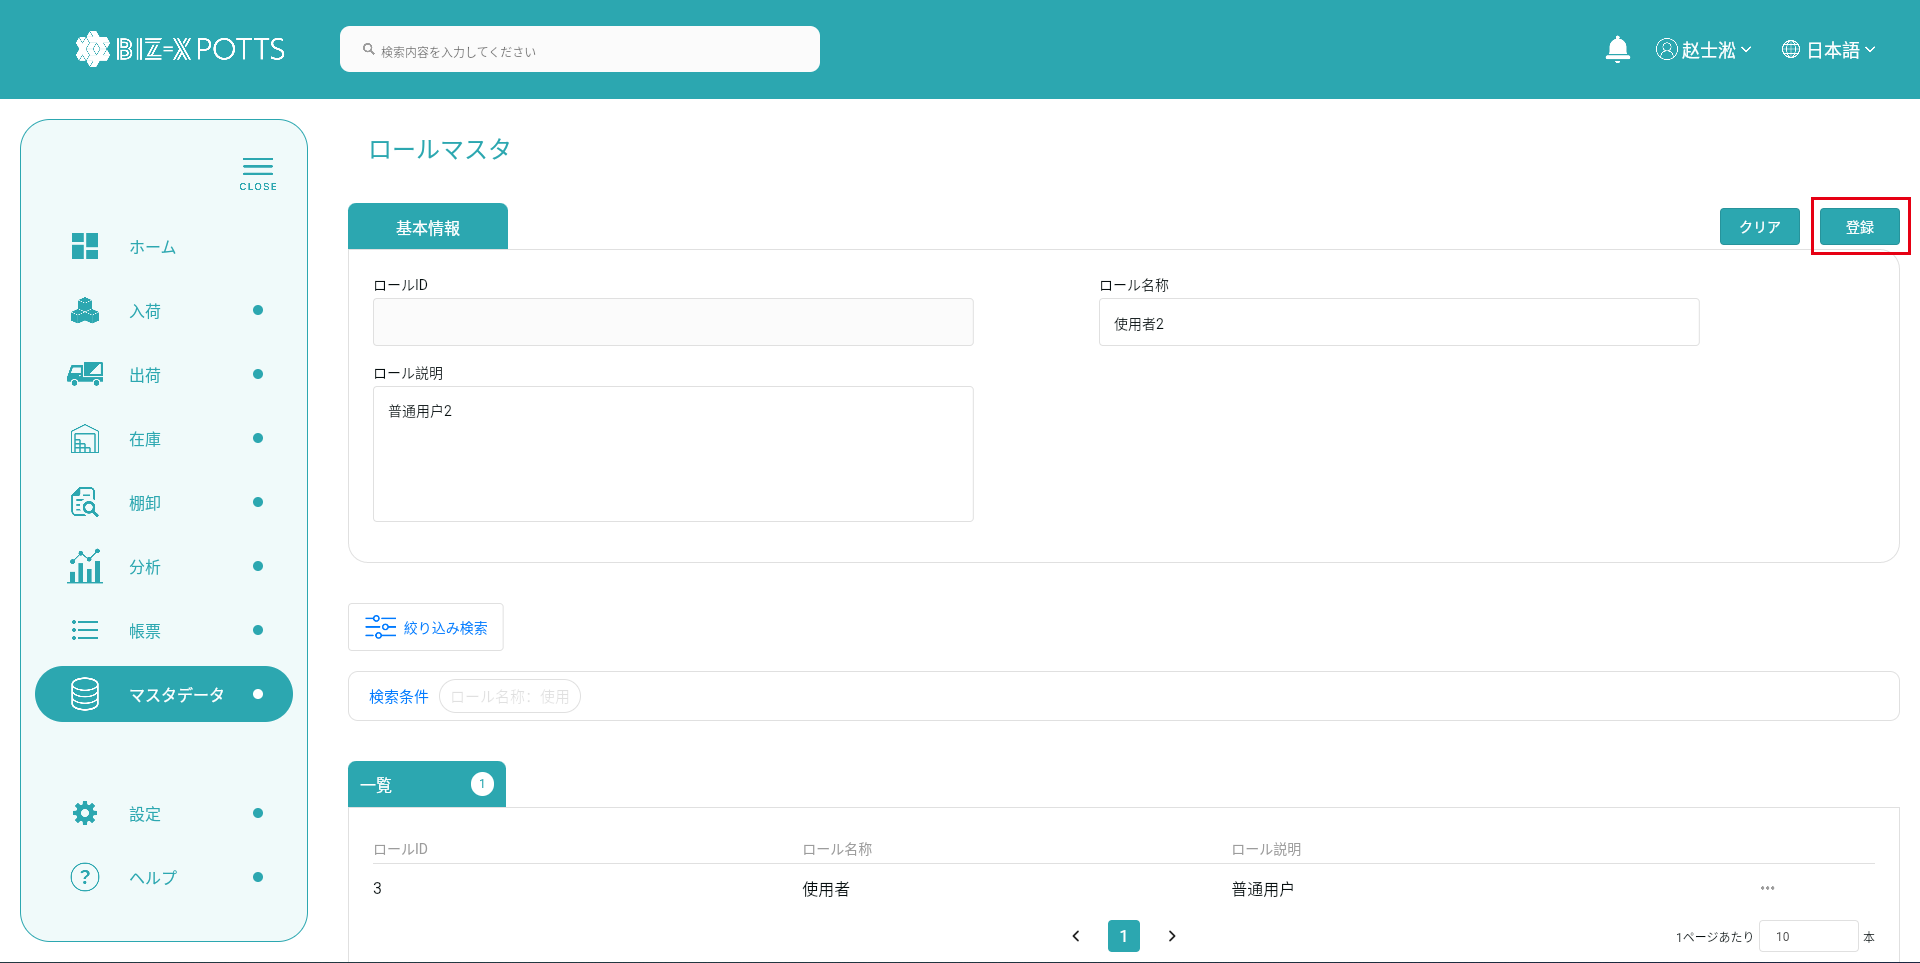 BIZ=X POTTS
検索内容を入力してください
赵士淞
日本語
CLOSE
ホーム
入荷
出荷
在庫
棚卸
分析
帳票
マスタデータ
設定
ヘルプ
ロールマスタ
基本情報
クリア
登録
ロールID
ロール名称
使用者2
ロール説明
普通用户2
絞り込み検索
検索条件
ロール名称：使用
一覧
1
ロールID ロール名称 ロール説明
3 使用者 普通用户
1
1ページあたり 10 本